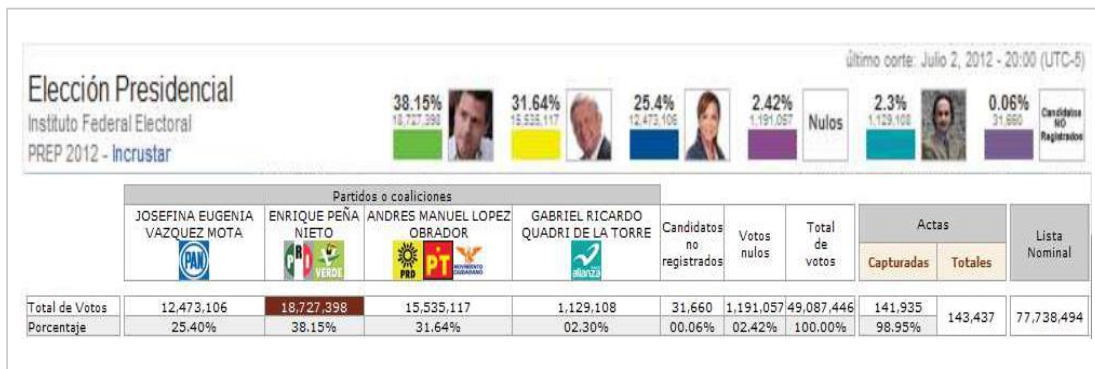 último corte: Julio 2, 2012 - 20:00 (UTC-5)
Elección Presidencial
Instituto Federal Electoral
PREP 2012 - Incrustar
38.15%
18,727,398
31.64%
15,535,117
25.4%
12,473,106
2.42%
1,191,057
Nulos
2.3%
1,129,108
0.06%
31,660
Candidatos
NO
Registrados
Partidos o coaliciones
JOSEFINA EUGENIA
VAZQUEZ MOTA
PAN
ENRIQUE PEÑA
NIETO
PRD
VERDE
ANDRES MANUEL LOPEZ
OBRADOR
PRD
PT
MOVIMIENTO
CIUDADANO
GABRIEL RICARDO
QUADRI DE LA TORRE
alianza
Candidatos
no
registrados
Votos
nulos
Total
de
votos
Actas
Capturadas Totales
Lista
Nominal
Total de Votos 12,473,106 18,727,398 15,535,117 1,129,108 31,660 1,191,057 49,087,446 141,935 143,437 77,738,494
Porcentaje 25.40% 38.15% 31.64% 02.30% 00.06% 02.42% 100.00% 98.95%